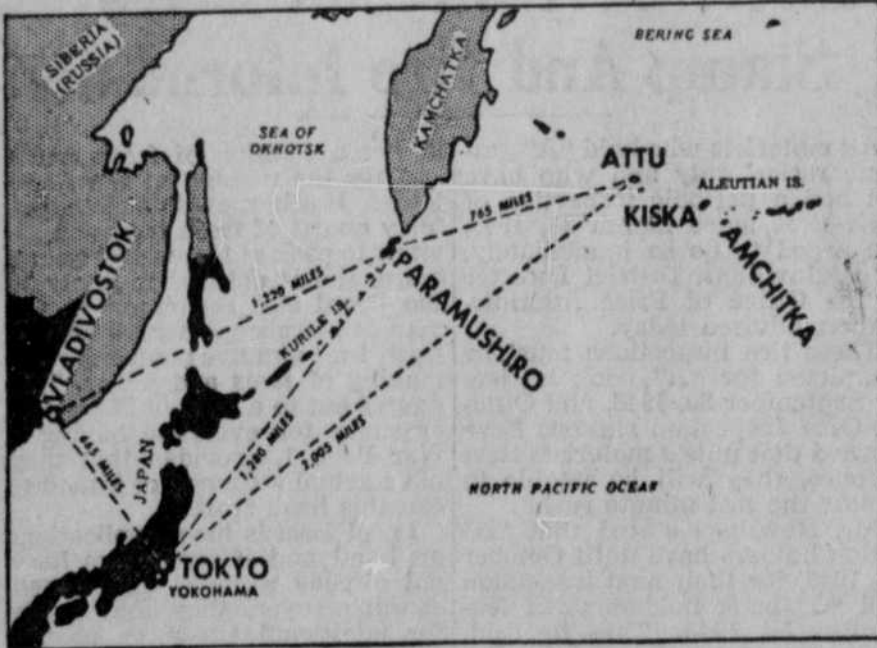 BERING SEA
SIBERIA
(RUSSIA)
KAMCHATKA
SEA OF
OKHOTSK
ATTU
ALEUTIAN IS.
KISKA
AMCHITKA
765 MILES
PARAMUSHIRO
1,220 MILES
KURILE IS.
VLADIVOSTOK
665 MILES
JAPAN
1,280 MILES
2,005 MILES
NORTH PACIFIC OCEAN
TOKYO
YOKOHAMA